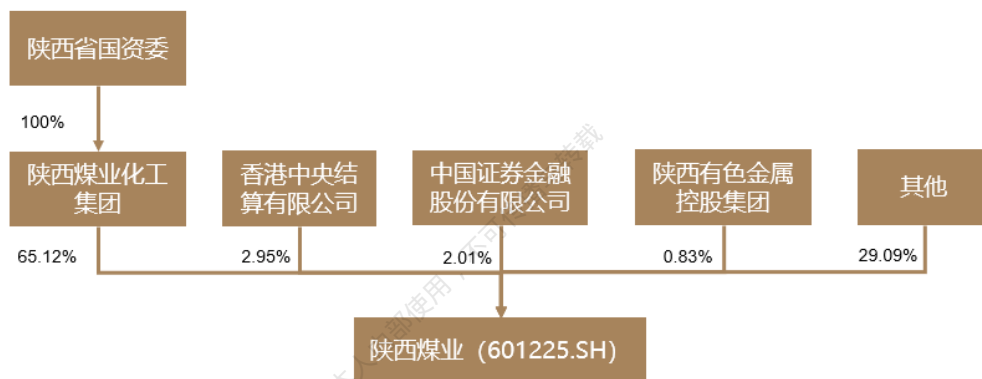 陕西省国资委
100%
陕西煤业化工
集团
香港中央结
算有限公司
中国证券金融
股份有限公司
陕西有色金属
控股集团
其他
65.12%
2.95%
2.01%
0.83%
29.09%
陕西煤业（601225.SH）